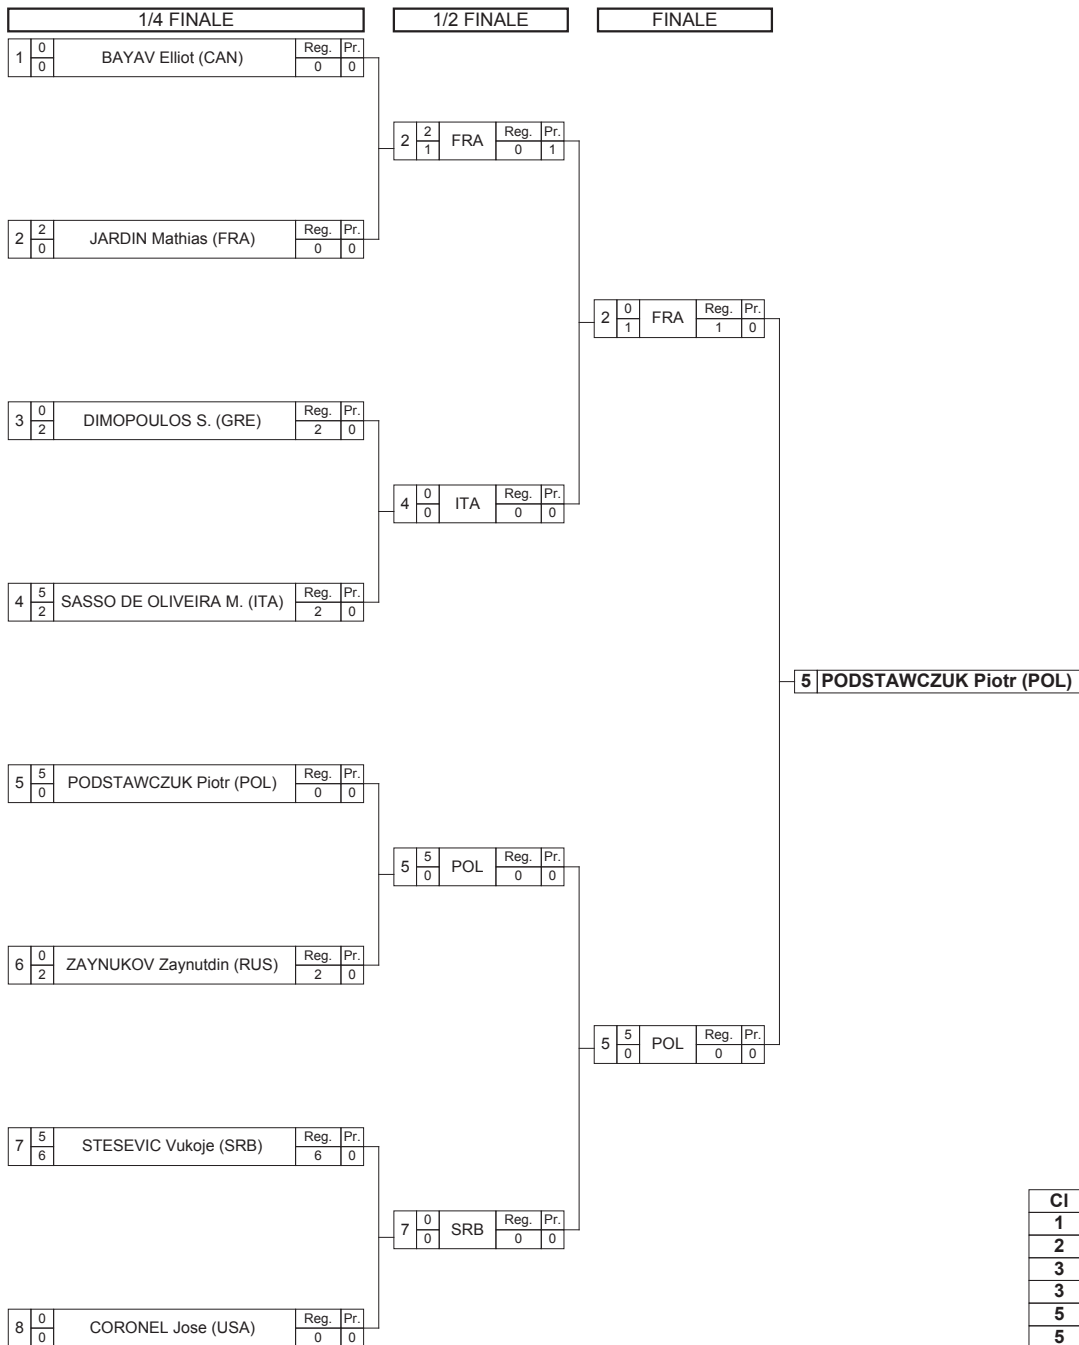 1/4 FINALE 1/2 FINALE FINALE
1 0 0 BAYAV Elliot (CAN) Reg. Pr. 0 0
2 2 1 FRA Reg. Pr. 0 1
2 2 0 JARDIN Mathias (FRA) Reg. Pr. 0 0
2 0 1 FRA Reg. Pr. 1 0
3 0 2 DIMOPOULOS S. (GRE) Reg. Pr. 2 0
4 0 0 ITA Reg. Pr. 0 0
4 5 2 SASSO DE OLIVEIRA M. (ITA) Reg. Pr. 2 0
5 PODSTAWCZUK Piotr (POL)
5 5 0 PODSTAWCZUK Piotr (POL) Reg. Pr. 0 0
5 5 0 POL Reg. Pr. 0 0
6 0 2 ZAYNUKOV Zaynutdin (RUS) Reg. Pr. 2 0
5 5 0 POL Reg. Pr. 0 0
7 5 6 STESEVIC Vukoje (SRB) Reg. Pr. 6 0
7 0 0 SRB Reg. Pr. 0 0
8 0 0 CORONEL Jose (USA) Reg. Pr. 0 0
Cl
1
2
3
3
5
5